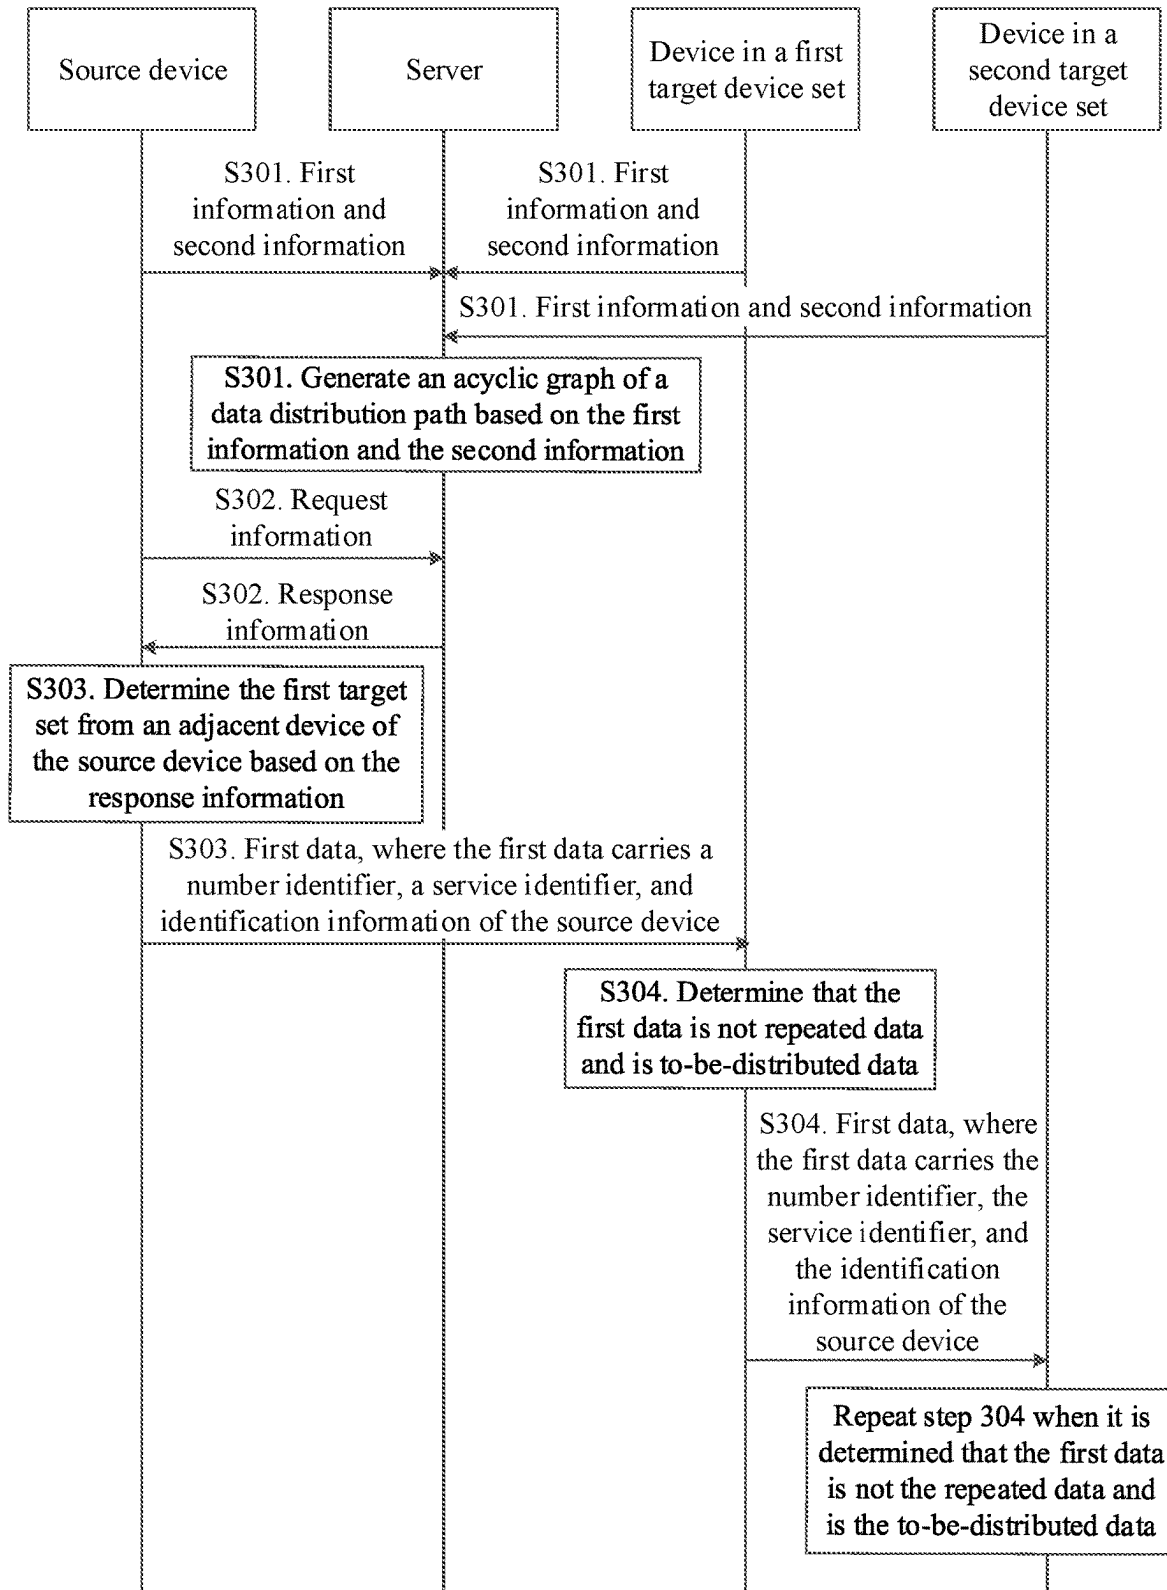 Source device
Server
Device in a first
target device set
Device in a
second target
device set
S301. First
information and
second information
S301. First
information and
second information
S301. First information and second information
S301. Generate an acyclic graph of a
data distribution path based on the first
information and the second information
S302. Request
information
S302. Response
information
S303. Determine the first target
set from an adjacent device of
the source device based on the
response information
S303. First data, where the first data carries a
number identifier, a service identifier, and
identification information of the source device
S304. Determine that the
first data is not repeated data
and is to-be-distributed data
S304. First data, where
the first data carries the
number identifier, the
service identifier, and
the identification
information of the
source device
Repeat step 304 when it is
determined that the first data
is not the repeated data and
is the to-be-distributed data